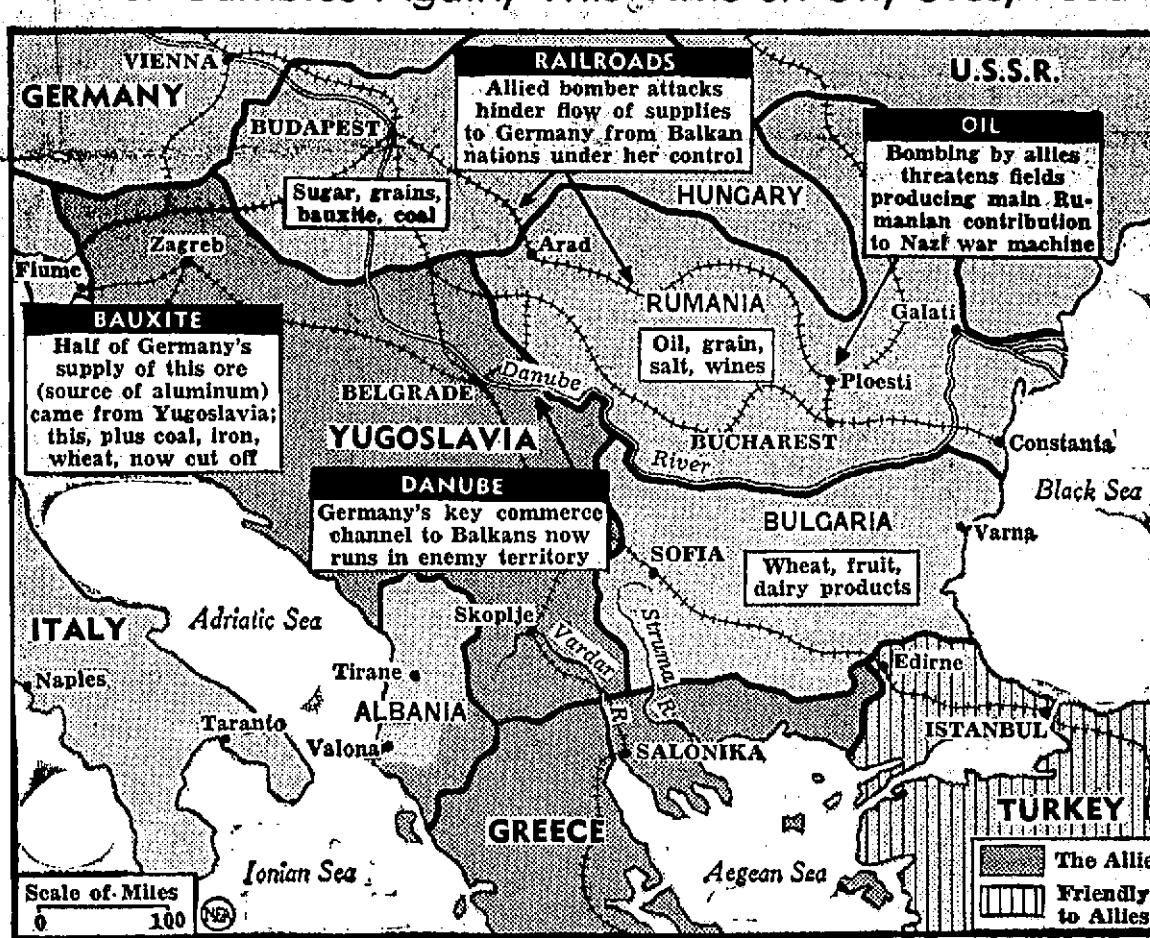 VIENNA
GERMANY
BUDAPEST
RAILROADS
Allied bomber attacks
hinder flow of supplies
to Germany from Balkan
nations under her control
U.S.S.R.
OIL
Bombing by allies
threatens fields
producing main Ru-
manian contribution
to Nazi war machine
Sugar, grains,
bauxite, coal
HUNGARY
Zagreb
Arad
Fiume
RUMANIA
Galati
BAUXITE
Half of Germany's
supply of this ore
(source of aluminum)
came from Yugoslavia;
this, plus coal, iron,
wheat, now cut off
Oil, grain,
salt, wines
Danube
Ploesti
BELGRADE
YUGOSLAVIA
BUCHAREST
Constanta
River
Black Sea
DANUBE
Germany's key commerce
channel to Balkans now
runs in enemy territory
BULGARIA
Varna
SOFIA
Wheat, fruit,
dairy products
Skoplje
Vardar
R.
Struma
R.
Adriatic Sea
ITALY
Edirne
Naples
Tirane
ALBANIA
Taranto
Valona
ISTANBUL
SALONIKA
TURKEY
GREECE
Ionian Sea
Aegean Sea
The Allie
Friendly
to Allies
Scale of Miles
0 100
NEA